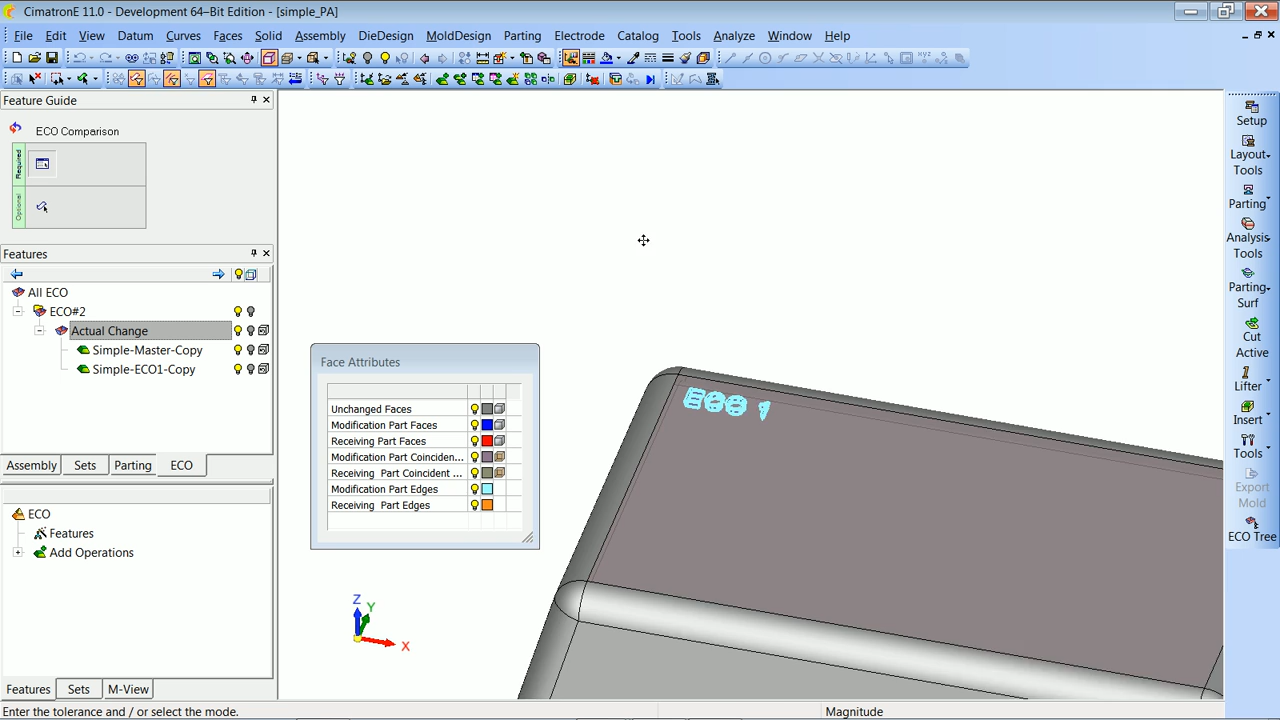 CimatronE 11.0 - Development 64–Bit Edition - [simple_PA]
File Edit View Datum Curves Faces Solid Assembly DieDesign MoldDesign Parting Electrode Catalog Tools Analyze Window Help
Feature Guide
ECO Comparison
Required
Optional
Features
All ECO
ECO#2
Actual Change
Simple-Master-Copy
Simple-ECO1-Copy
Assembly Sets Parting ECO
ECO
Features
Add Operations
Features Sets M-View
Face Attributes
Unchanged Faces
Modification Part Faces
Receiving Part Faces
Modification Part Coinciden...
Receiving Part Coincident ...
Modification Part Edges
Receiving Part Edges
ECO 1
Z
Y
X
Setup
Layout
Tools
Parting
Analysis
Tools
Parting
Surf
Cut
Active
Lifter
Insert
Tools
Export
Mold
ECO Tree
Enter the tolerance and / or select the mode.
Magnitude